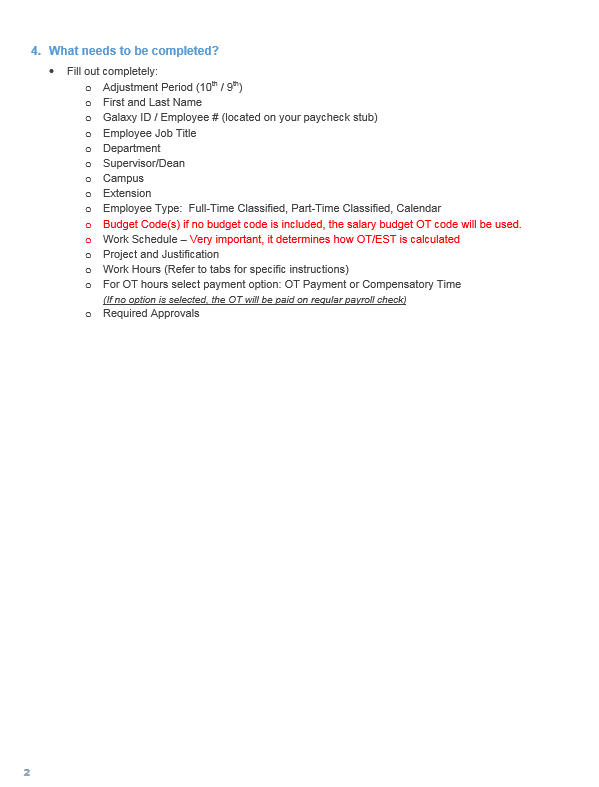 4. What needs to be completed?
• Fill out completely:
o Adjustment Period (10th / 9th)
o First and Last Name
o Galaxy ID / Employee # (located on your paycheck stub)
o Employee Job Title
o Department
o Supervisor/Dean
o Campus
o Extension
o Employee Type: Full-Time Classified, Part-Time Classified, Calendar
o Budget Code(s) if no budget code is included, the salary budget OT code will be used.
o Work Schedule – Very important, it determines how OT/EST is calculated
o Project and Justification
o Work Hours (Refer to tabs for specific instructions)
o For OT hours select payment option: OT Payment or Compensatory Time
(If no option is selected, the OT will be paid on regular payroll check)
o Required Approvals
2